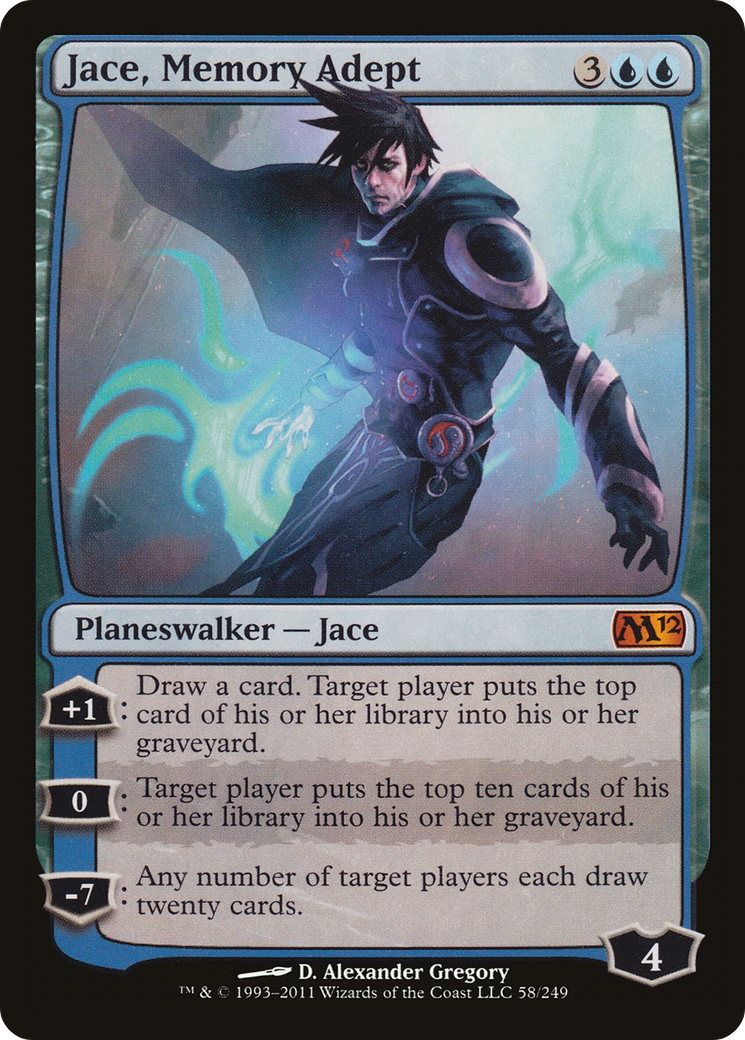 Jace, Memory Adept 3
Planeswalker — Jace M12
+1: Draw a card. Target player puts the top
card of his or her library into his or her
graveyard.
0: Target player puts the top ten cards of his
or her library into his or her graveyard.
-7: Any number of target players each draw
twenty cards.
4
D. Alexander Gregory
™ & © 1993–2011 Wizards of the Coast LLC 58/249